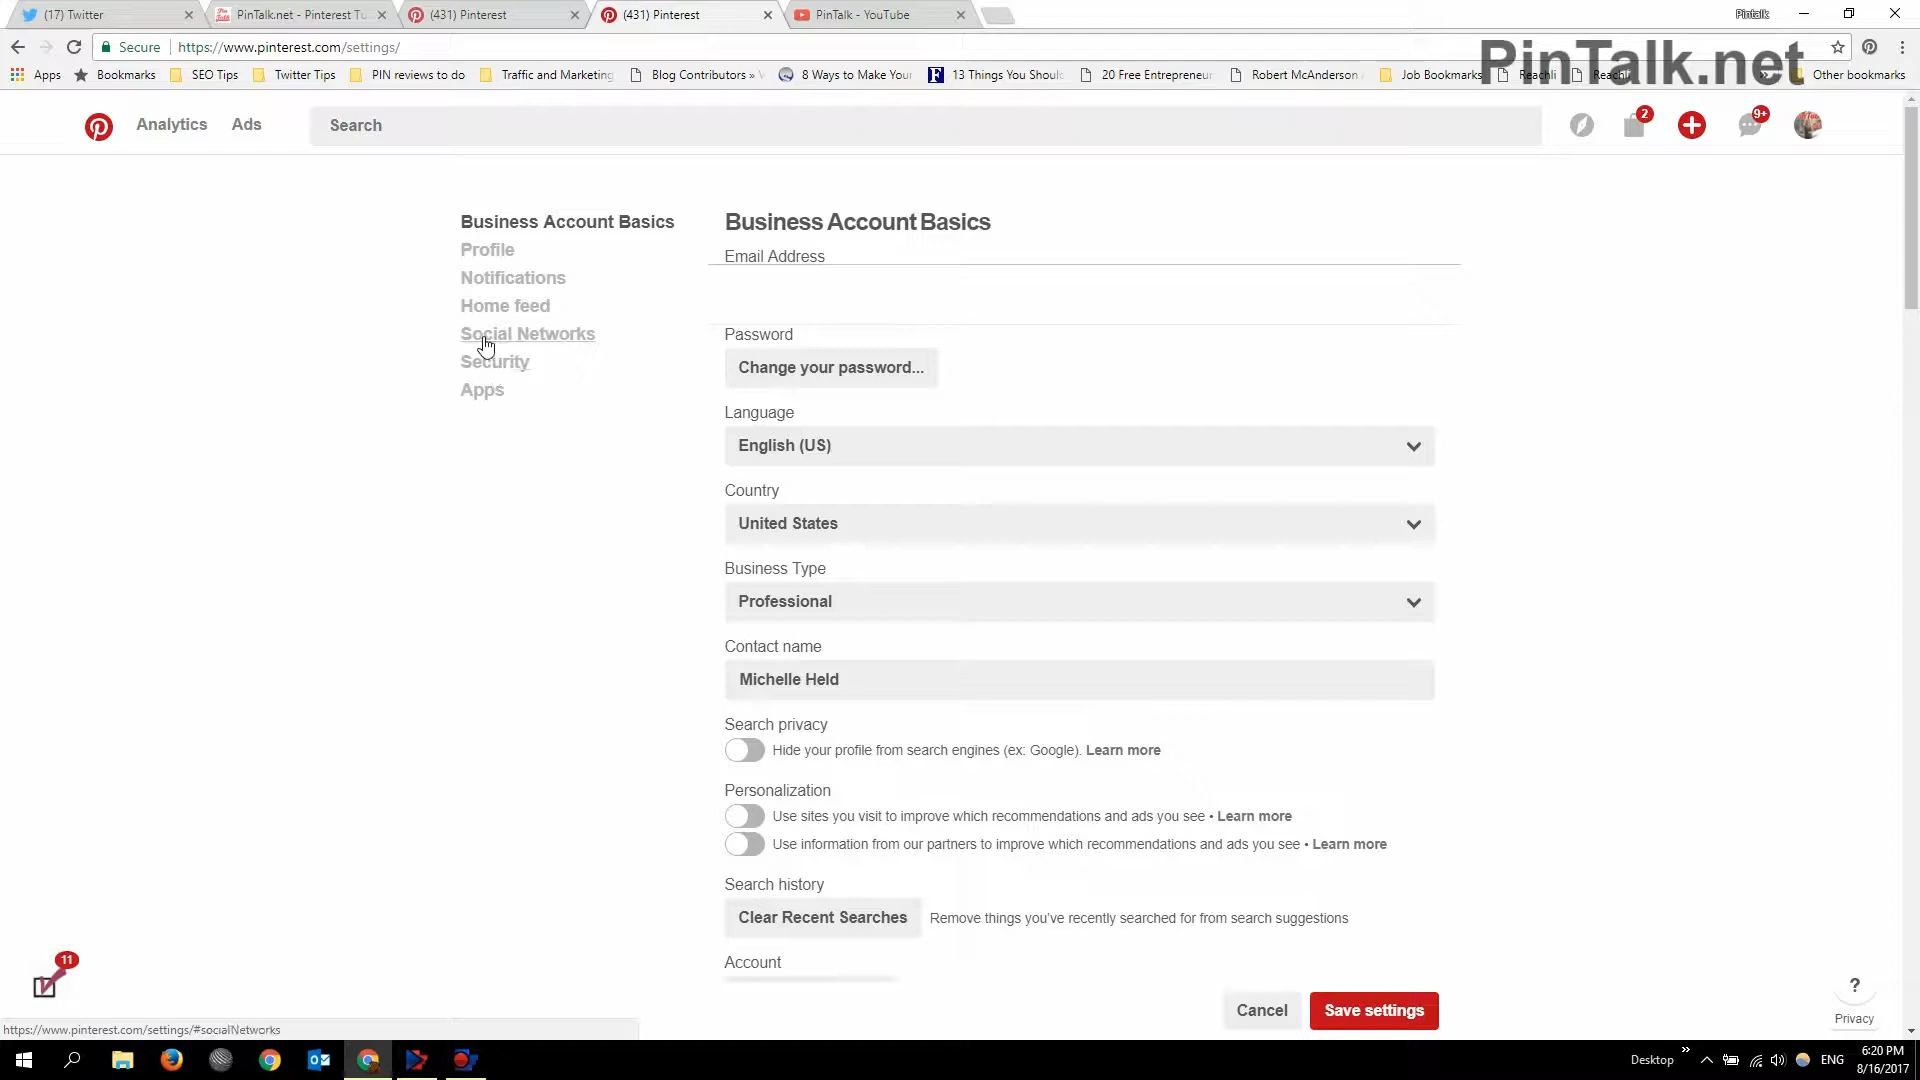 (17) Twitter
PinTalk.net - Pinterest Tu
(431) Pinterest
(431) Pinterest
PinTalk - YouTube
Pintalk
Secure
https://www.pinterest.com/settings/
PinTalk.net
Apps
Bookmarks
SEO Tips
Twitter Tips
PIN reviews to do
Traffic and Marketing
Blog Contributors »
8 Ways to Make Your
13 Things You Should
20 Free Entrepreneur
Robert McAnderson
Job Bookmarks
Reachli
Reachli
Other bookmarks
Analytics
Ads
Search
2
9+
Business Account Basics
Profile
Notifications
Home feed
Social Networks
Security
Apps
Business Account Basics
Email Address
Password
Change your password...
Language
English (US)
Country
United States
Business Type
Professional
Contact name
Michelle Held
Search privacy
Hide your profile from search engines (ex: Google). Learn more
Personalization
Use sites you visit to improve which recommendations and ads you see • Learn more
Use information from our partners to improve which recommendations and ads you see • Learn more
Search history
Clear Recent Searches
Remove things you've recently searched for from search suggestions
Account
Cancel
Save settings
11
?
Privacy
https://www.pinterest.com/settings/#socialNetworks
Desktop
ENG
6:20 PM
8/16/2017